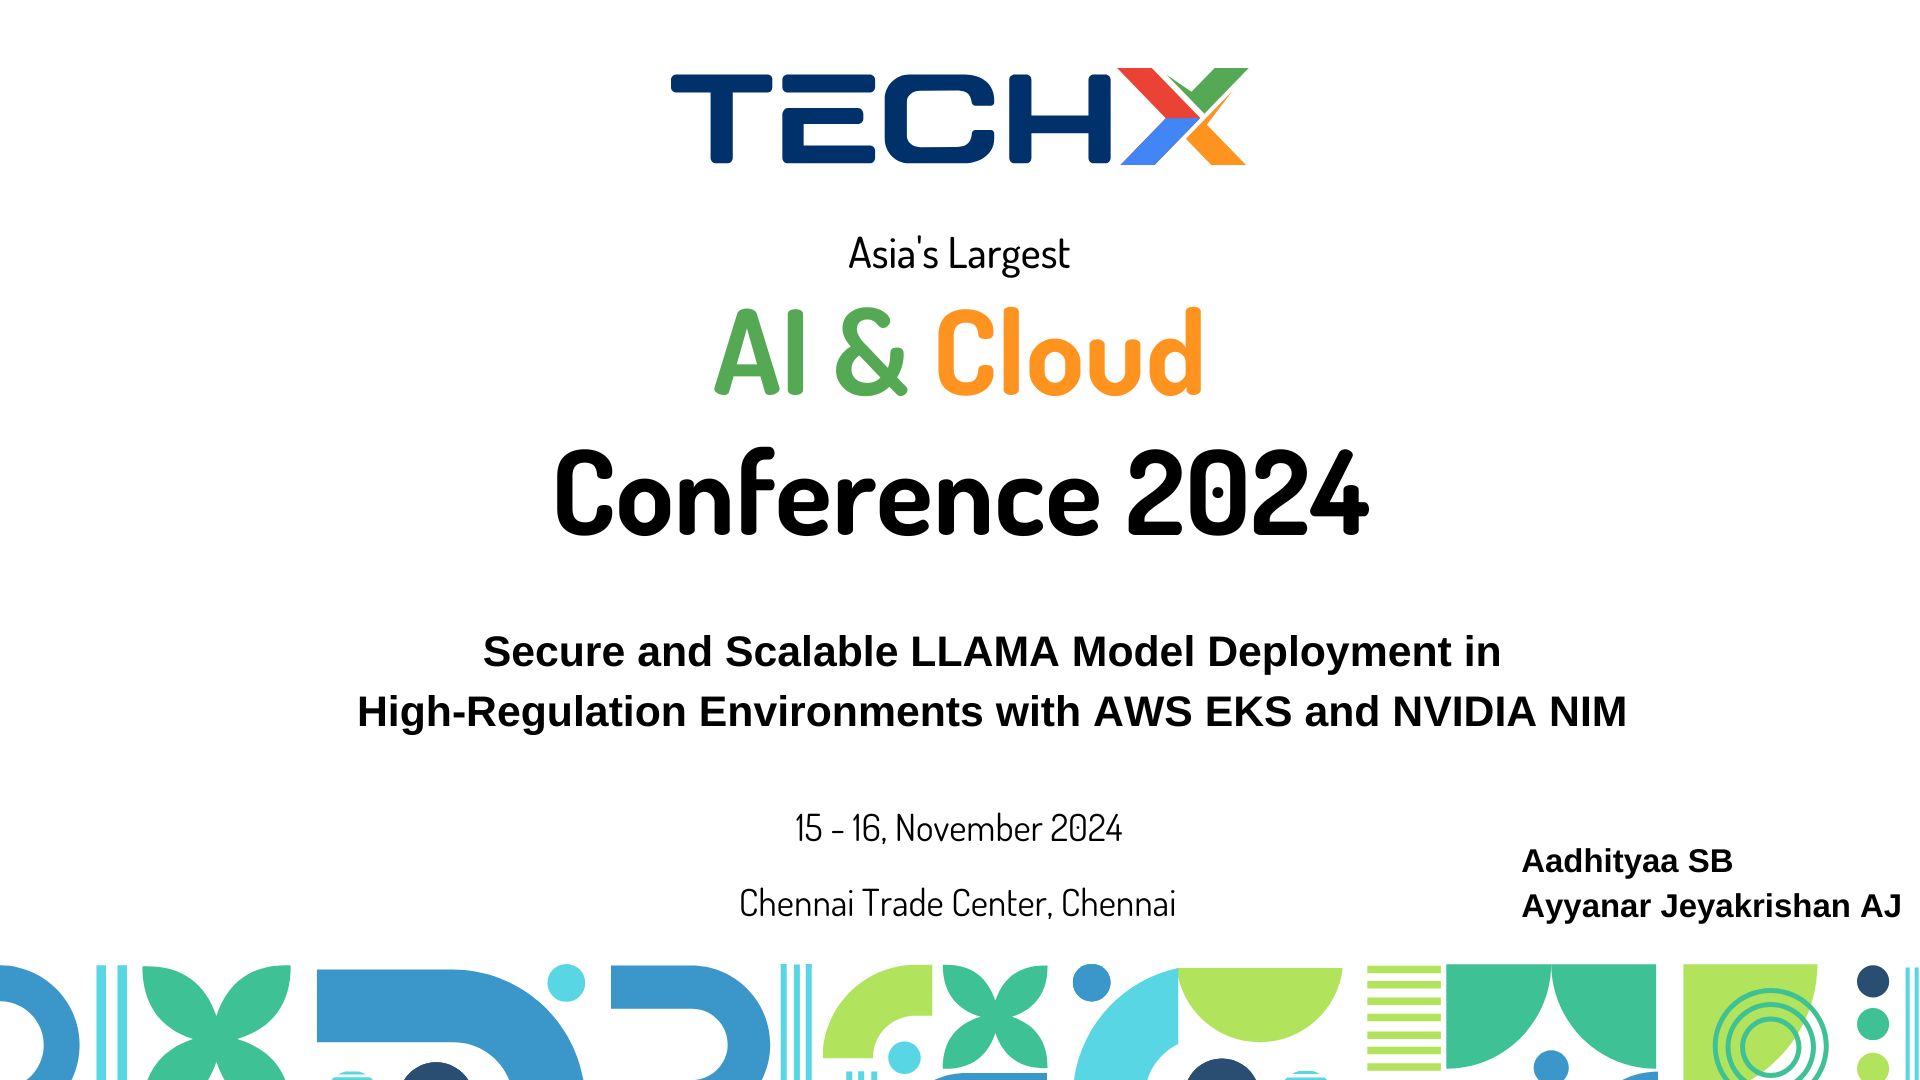 TECHX
Asia's Largest
AI & Cloud
Conference 2024
Secure and Scalable LLAMA Model Deployment in
High-Regulation Environments with AWS EKS and NVIDIA NIM
15 - 16, November 2024
Chennai Trade Center, Chennai
Aadhityaa SB
Ayyanar Jeyakrishan AJ